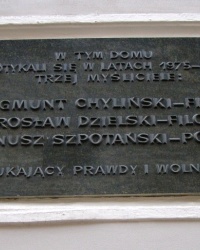 W TYM DOMU
OTYKALI SIĘ W LATACH 1975-
TRZEJ MYŚLICIELE:
GMUNT CHYLIŃSKI-FI
ROSŁAW DZIELSKI-FILO
NUSZ SZPOTAŃSKI-PO
UKAJĄCY PRAWDY I WOLN